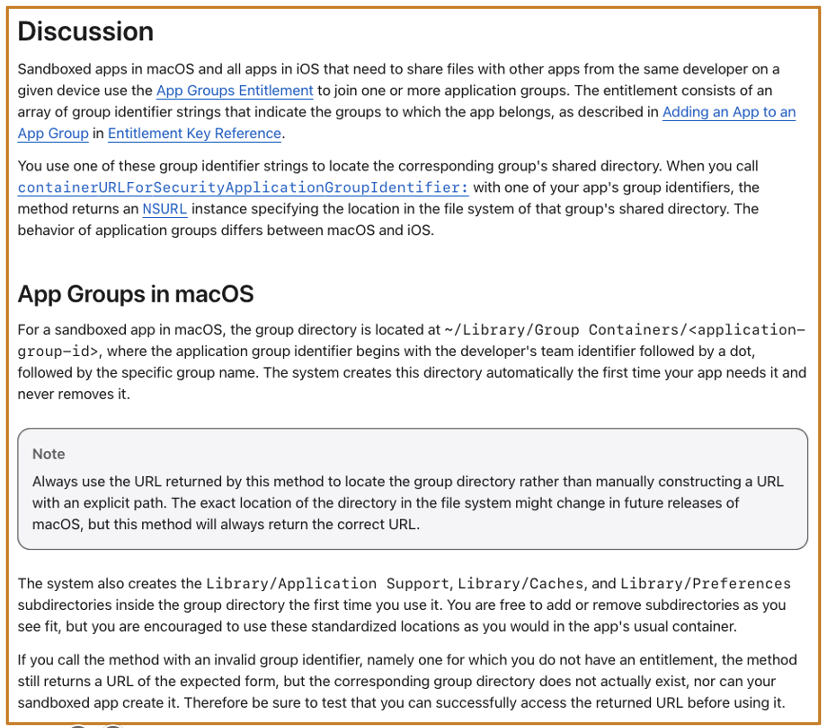 Discussion
Sandboxed apps in macOS and all apps in iOS that need to share files with other apps from the same developer on a
given device use the App Groups Entitlement to join one or more application groups. The entitlement consists of an
array of group identifier strings that indicate the groups to which the app belongs, as described in Adding an App to an
App Group in Entitlement Key Reference.
You use one of these group identifier strings to locate the corresponding group's shared directory. When you call
containerURLForSecurityApplicationGroupIdentifier: with one of your app's group identifiers, the
method returns an NSURL instance specifying the location in the file system of that group's shared directory. The
behavior of application groups differs between macOS and iOS.
App Groups in macOS
For a sandboxed app in macOS, the group directory is located at ~/Library/Group Containers/<application-
group-id>, where the application group identifier begins with the developer's team identifier followed by a dot,
followed by the specific group name. The system creates this directory automatically the first time your app needs it and
never removes it.
Note
Always use the URL returned by this method to locate the group directory rather than manually constructing a URL
with an explicit path. The exact location of the directory in the file system might change in future releases of
macOS, but this method will always return the correct URL.
The system also creates the Library/Application Support, Library/Caches, and Library/Preferences
subdirectories inside the group directory the first time you use it. You are free to add or remove subdirectories as you
see fit, but you are encouraged to use these standardized locations as you would in the app's usual container.
If you call the method with an invalid group identifier, namely one for which you do not have an entitlement, the method
still returns a URL of the expected form, but the corresponding group directory does not actually exist, nor can your
sandboxed app create it. Therefore be sure to test that you can successfully access the returned URL before using it.